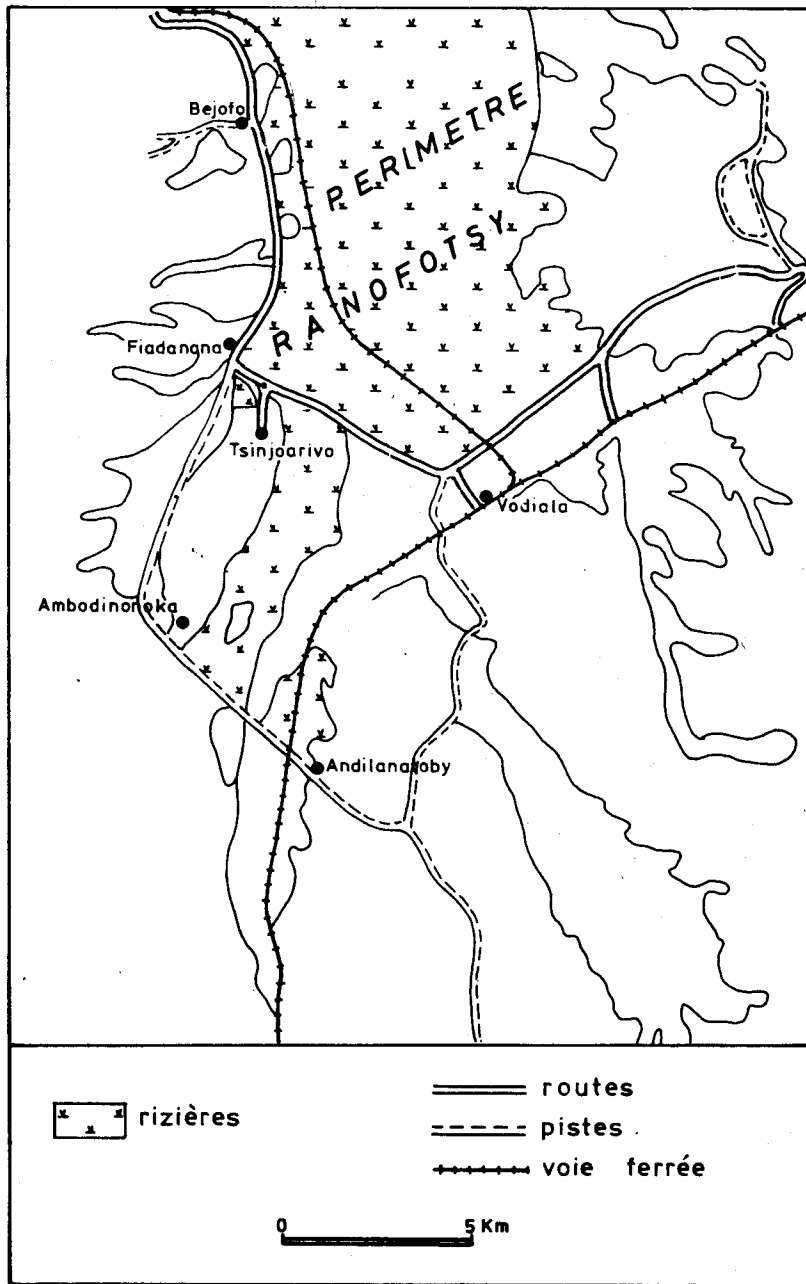 Bejofo
PERIMETRE
RANOFOTSY
Fiadanana
Tsinjoarivo
Vodiala
Ambodinonoka
Andilanatoby
rizières
routes
pistes
voie ferrée
0 5 Km